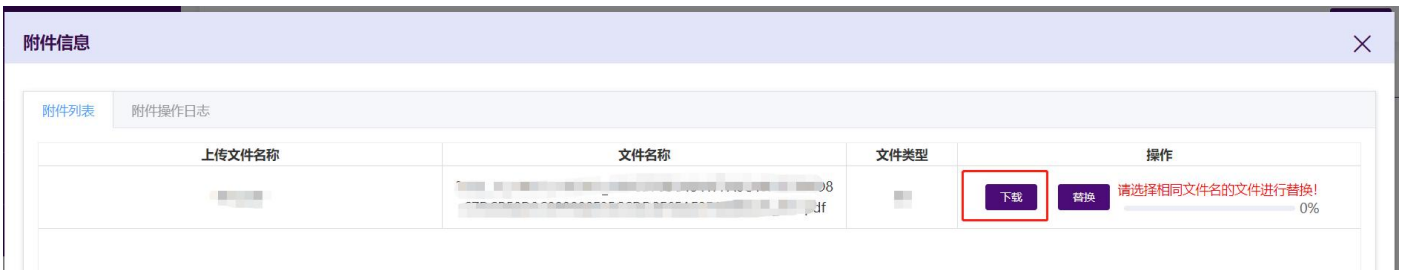 附件信息
附件列表 附件操作日志
上传文件名称 文件名称 文件类型 操作
下载 替换 请选择相同文件名的文件进行替换!
0%